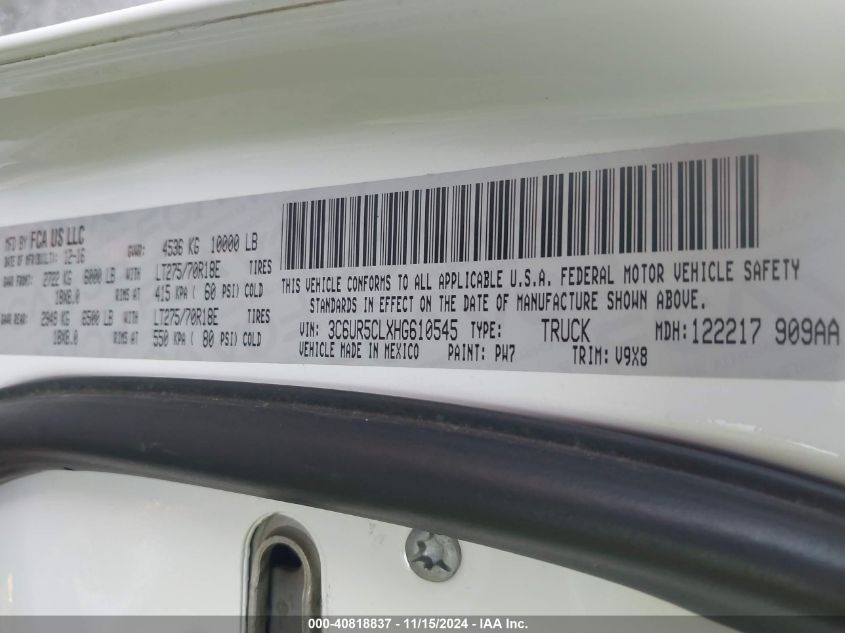 MFD BY FCA US LLC
DATE OF MFR(BUILT): 12-16
GVWR: 4536 KG 10000 LB
GAWR FRONT: 2722 KG 6000 LB WITH LT275/70R18E TIRES
18X8.0 RIMS AT 415 KPA ( 60 PSI) COLD
GAWR REAR: 2949 KG 6500 LB WITH LT275/70R18E TIRES
18X8.0 RIMS AT 550 KPA ( 80 PSI) COLD
THIS VEHICLE CONFORMS TO ALL APPLICABLE U.S.A. FEDERAL MOTOR VEHICLE SAFETY
STANDARDS IN EFFECT ON THE DATE OF MANUFACTURE SHOWN ABOVE.
VIN: 3C6UR5CLXHG610545 TYPE: TRUCK MDH: 122217 909AA
VEHICLE MADE IN MEXICO PAINT: PW7 TRIM: V9X8
000-40818837 - 11/15/2024 - IAA Inc.